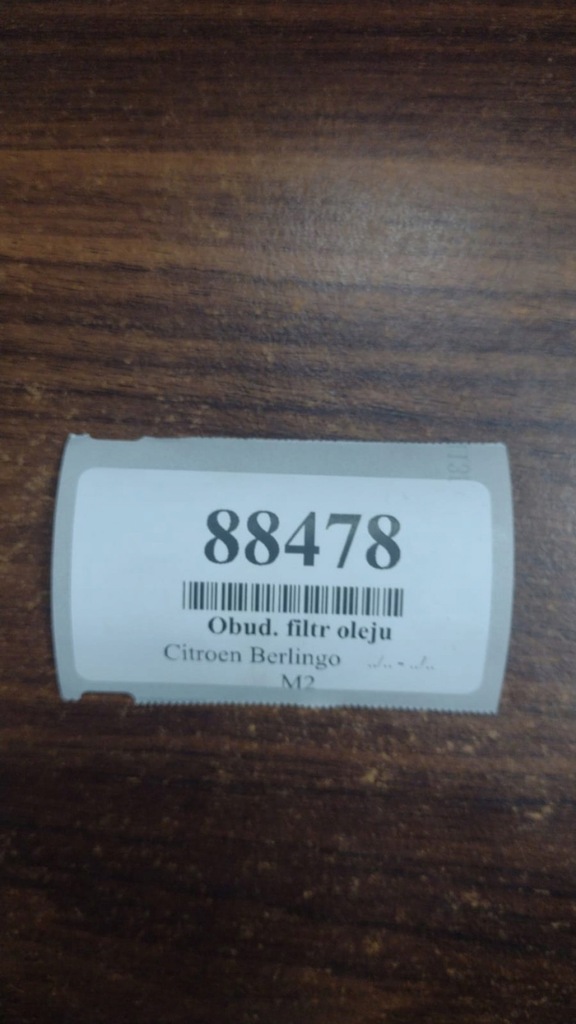 88478
Obud. filtr oleju
Citroen Berlingo
M2